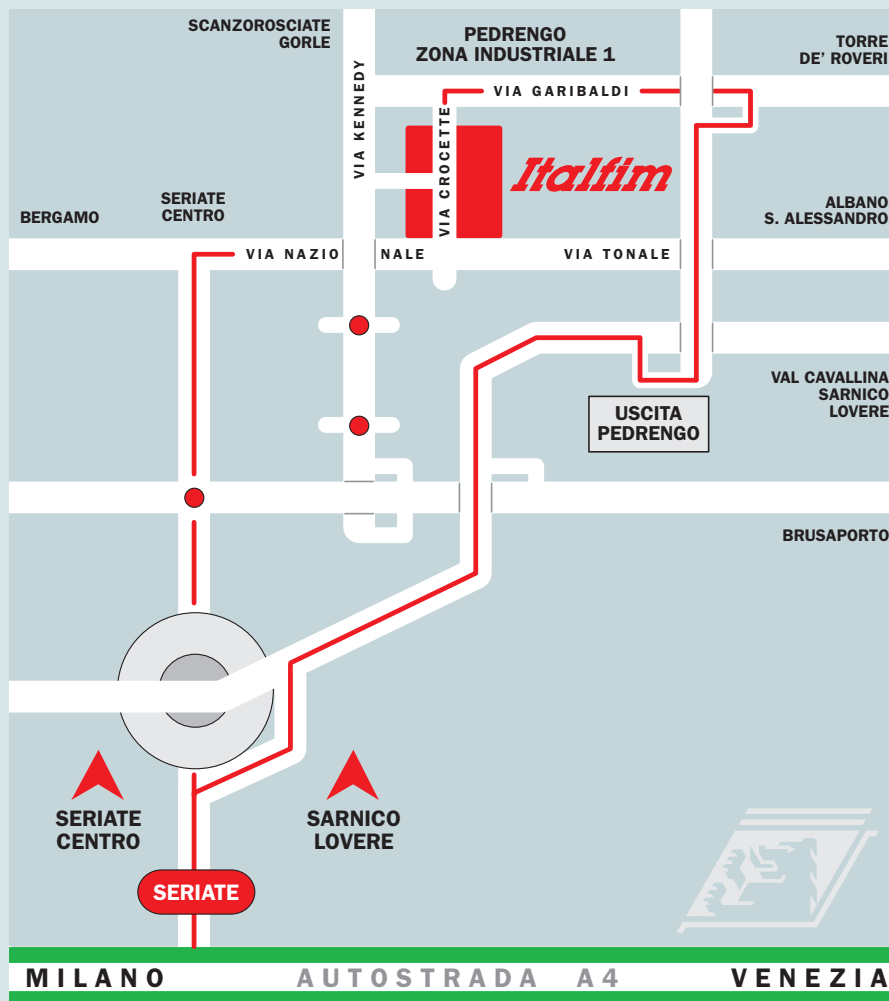 SCANZOROSCIATE
GORLE
PEDRENGO
ZONA INDUSTRIALE 1
TORRE
DE' ROVERI
VIA KENNEDY
VIA GARIBALDI
VIA CROCETTE
Italfim
BERGAMO
SERIATE
CENTRO
ALBANO
S. ALESSANDRO
VIA NAZIO NALE
VIA TONALE
VAL CAVALLINA
SARNICO
LOVERE
USCITA
PEDRENGO
BRUSAPORTO
SERIATE
CENTRO
SARNICO
LOVERE
SERIATE
MILANO AUTOSTRADA A4 VENEZIA